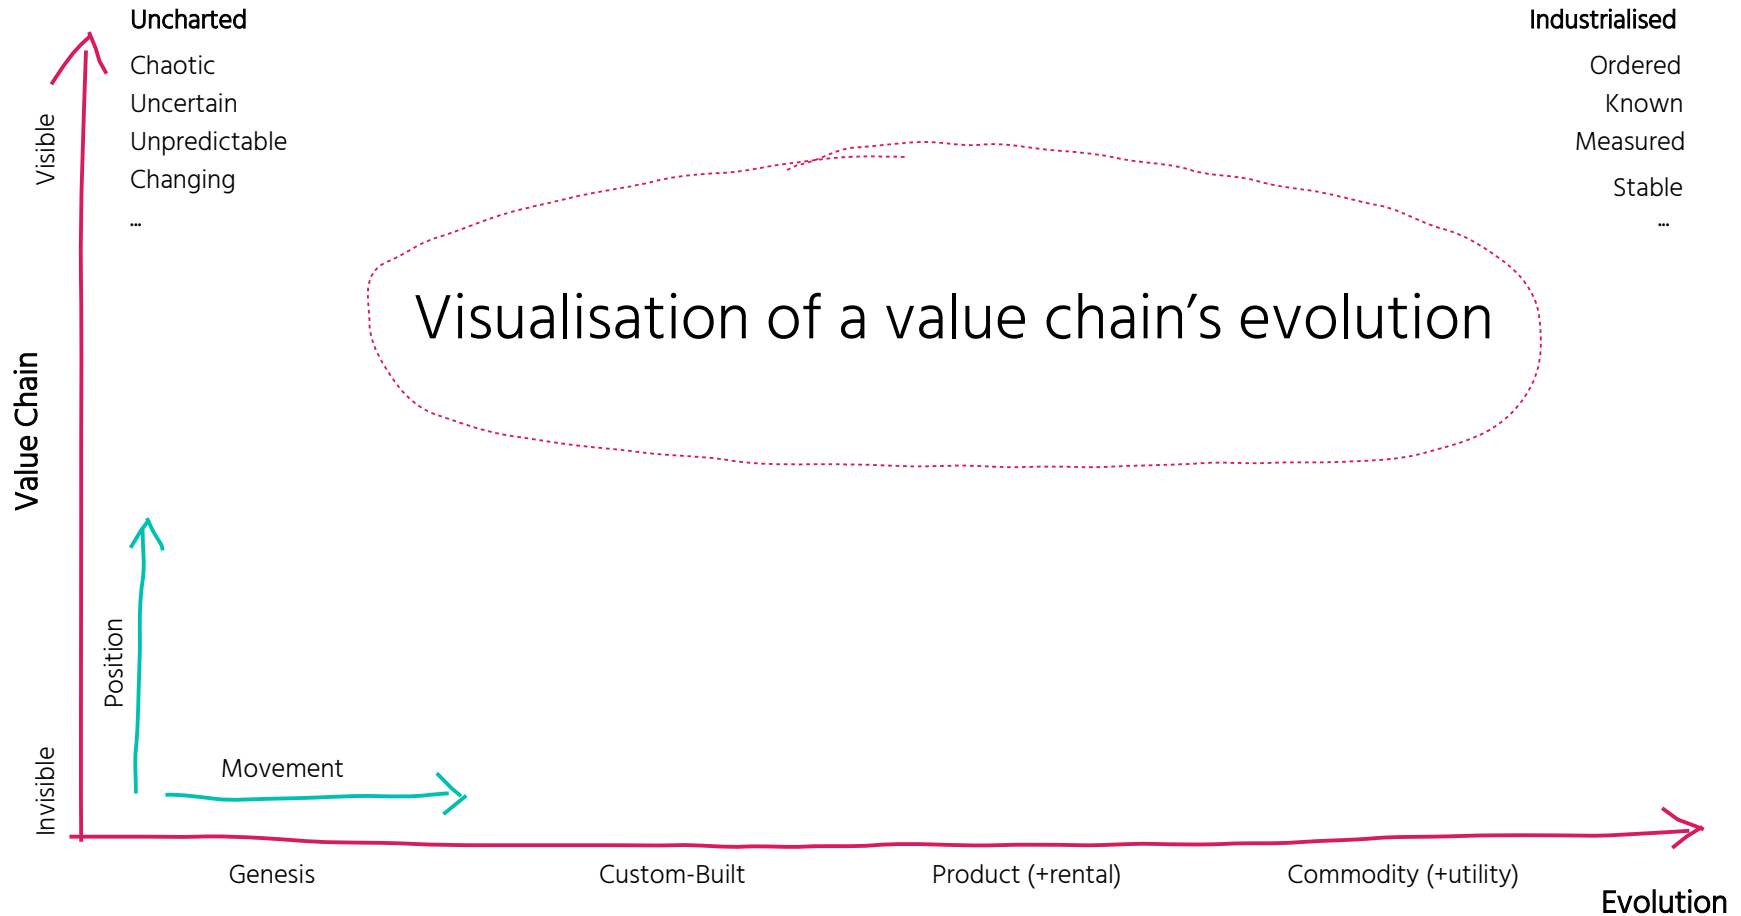 Uncharted
Chaotic
Uncertain
Unpredictable
Changing
...
Industrialised
Ordered
Known
Measured
Stable
...
Visible
Value Chain
Invisible
Visualisation of a value chain’s evolution
Position
Movement
Genesis
Custom-Built
Product (+rental)
Commodity (+utility)
Evolution